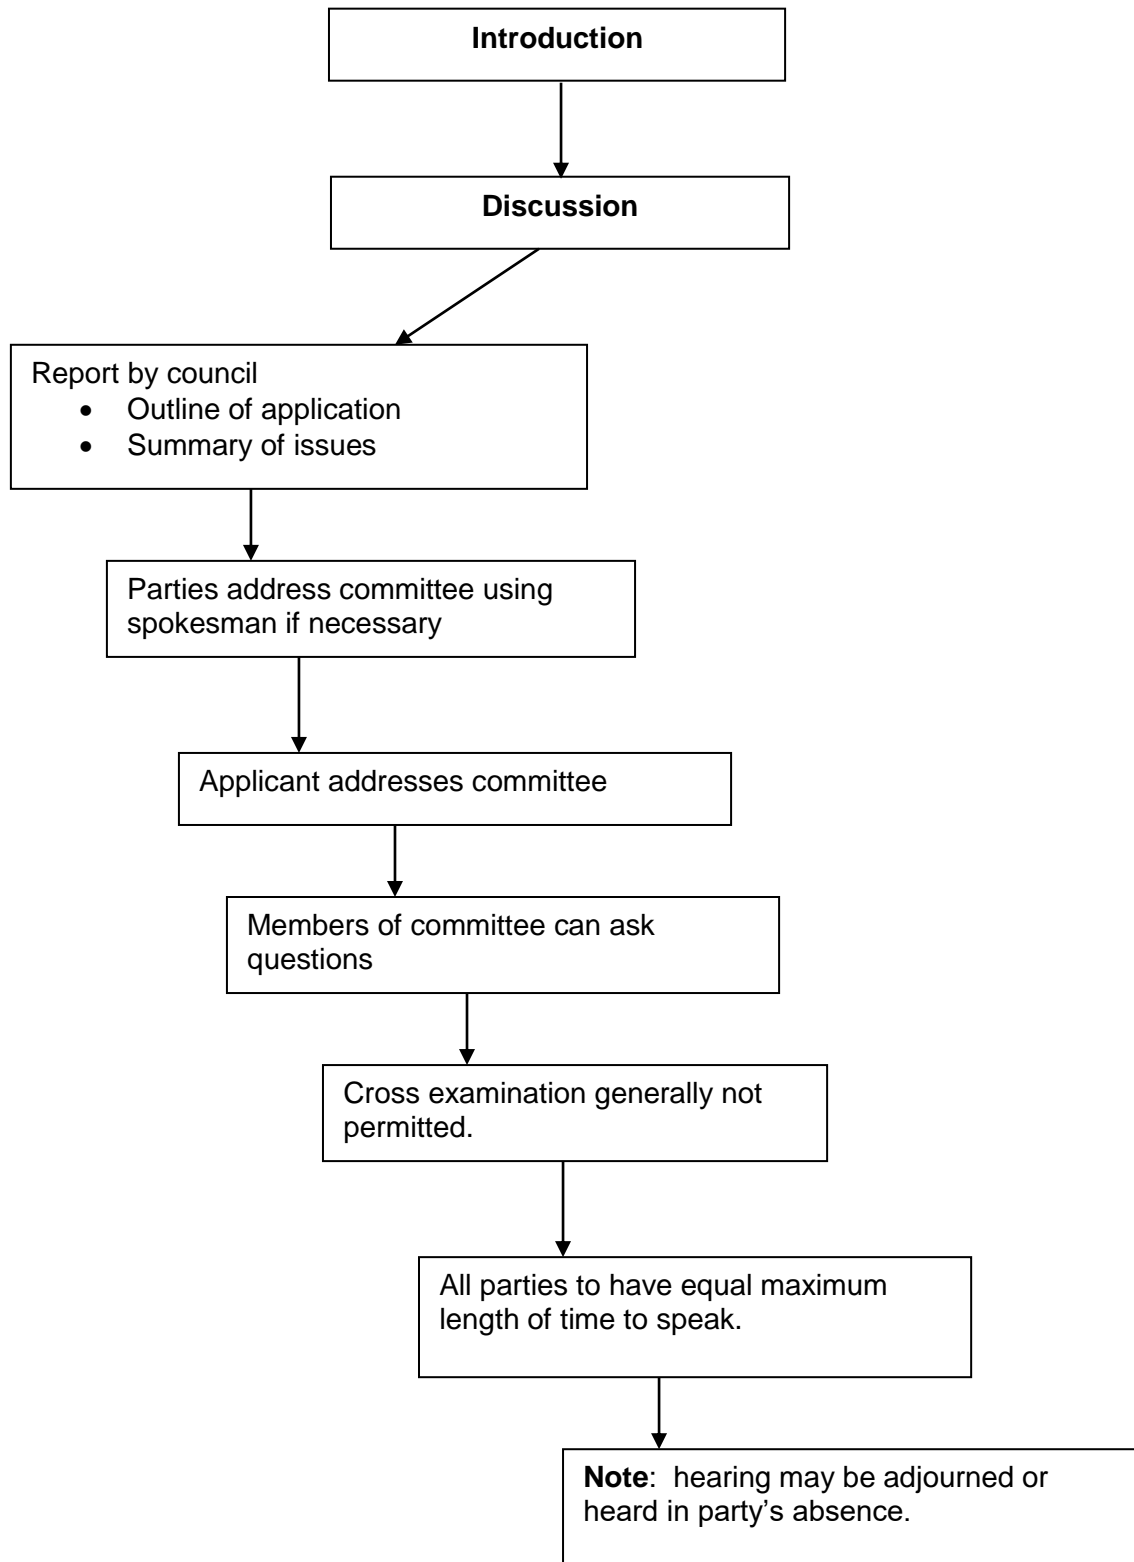 Introduction
Discussion
Report by council
• Outline of application
• Summary of issues
Parties address committee using
spokesman if necessary
Applicant addresses committee
Members of committee can ask
questions
Cross examination generally not
permitted.
All parties to have equal maximum
length of time to speak.
Note:  hearing may be adjourned or
heard in party’s absence.